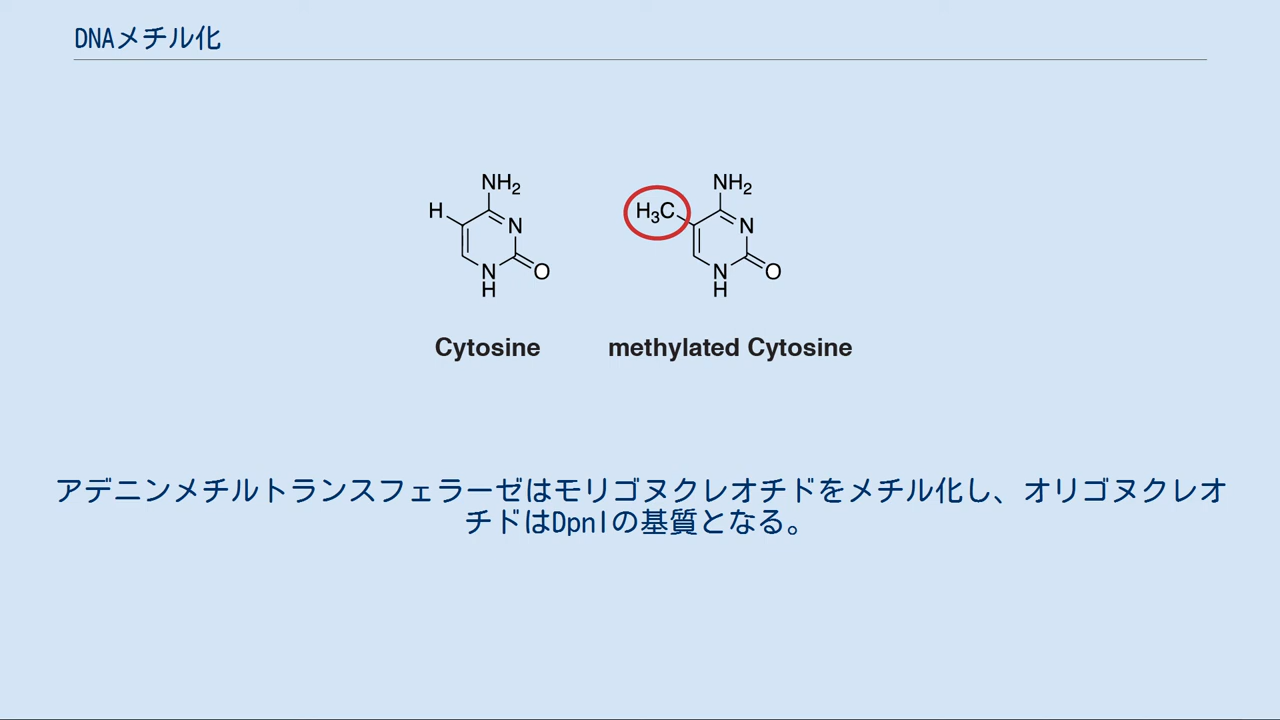 DNAメチル化
NH2
H
N
N
H
O
Cytosine
NH2
H3C
N
N
H
O
methylated Cytosine
アデニンメチルトランスフェラーゼはモリゴヌクレオチドをメチル化し、オリゴヌクレオ
チドはDpnIの基質となる。